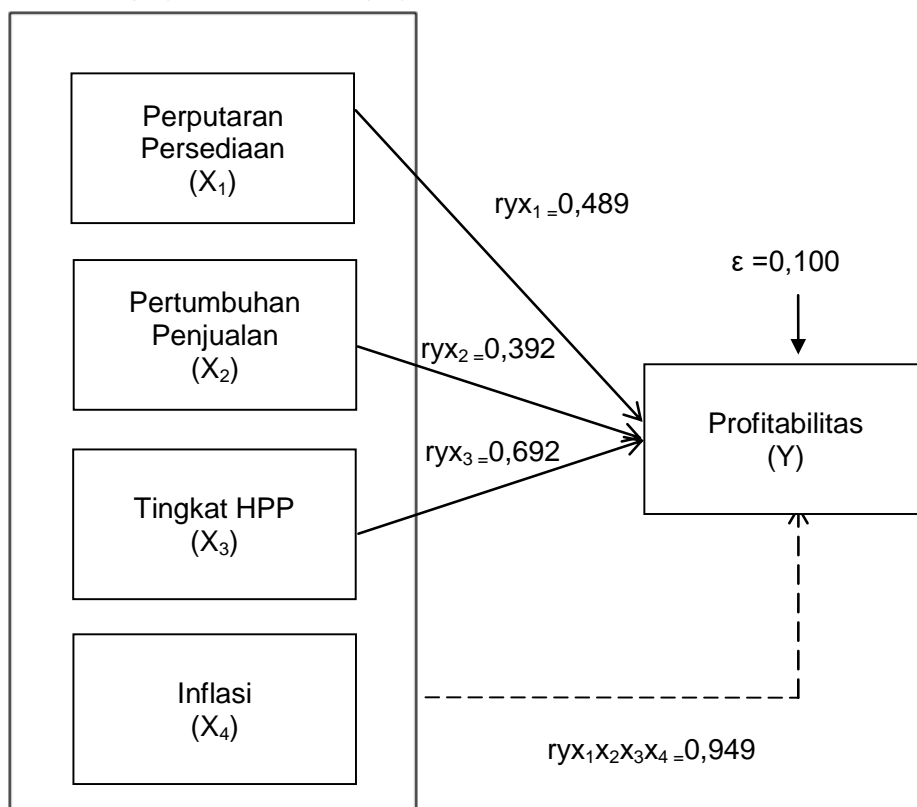 Perputaran
Persediaan
(X₁)
ryx₁ =0,489
ε =0,100
Pertumbuhan
Penjualan
(X₂)
ryx₂ =0,392
Profitabilitas
(Y)
ryx₃ =0,692
Tingkat HPP
(X₃)
Inflasi
(X₄)
ryx₁x₂x₃x₄ =0,949